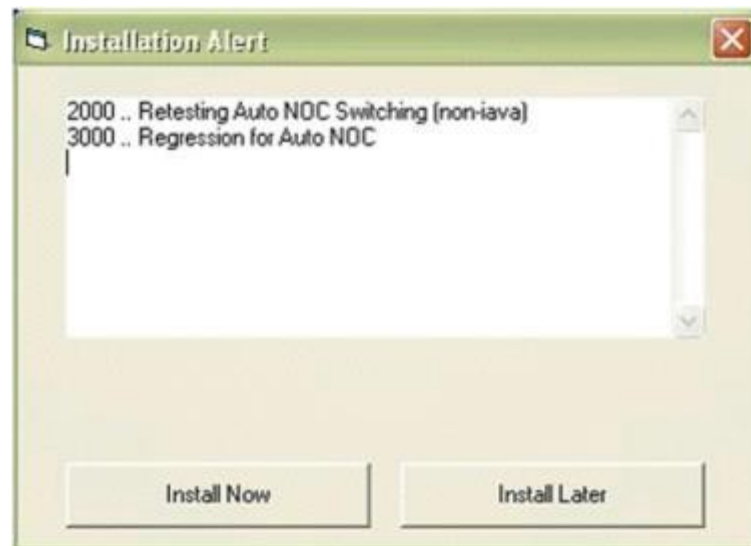 Installation Alert
2000 .. Retesting Auto NOC Switching (non-iava)
3000 .. Regression for Auto NOC
Install Now
Install Later